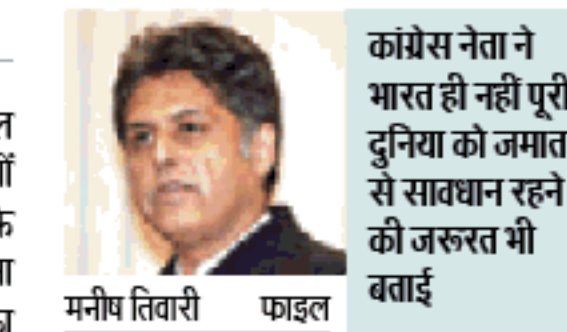 मनीष तिवारी फाइल
कांग्रेस नेता ने
भारत ही नहीं पूरी
दुनिया को जमात
से सावधान रहने
की जरूरत भी
बताई